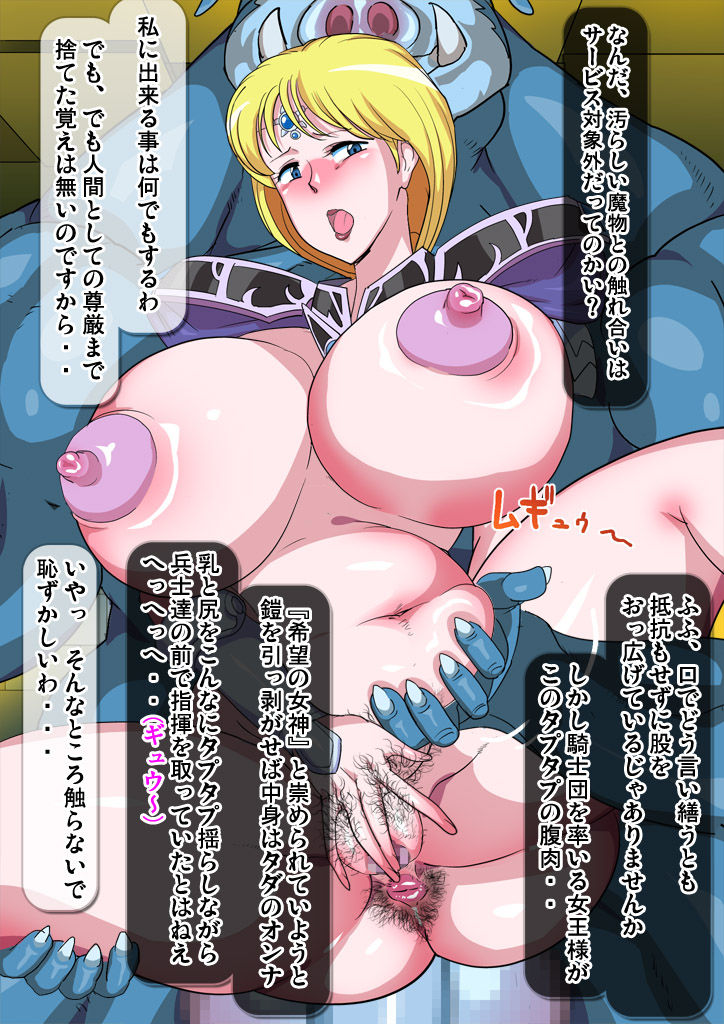 なんだ、汚らしい魔物との触れ合いは
サービス対象外だってのかい？
私に出来る事は何でもするわ
でも、でも人間としての尊厳まで
捨てた覚えは無いのですから・・
ムギュウ～
ふふ、口でどう言い繕うとも
抵抗もせずに股を
おっ広げているじゃありませんか
しかし騎士団を率いる女王様が
このタプタプの腹肉・・
『希望の女神』と崇められていようと
鎧を引っ剥がせば中身はタダのオンナ
乳と尻をこんなにタプタプ揺らしながら
兵士達の前で指揮を取っていたとはねえ
へっへっへ・・(ギュウ～)
いやっ そんなところ触らないで
恥ずかしいわ・・・